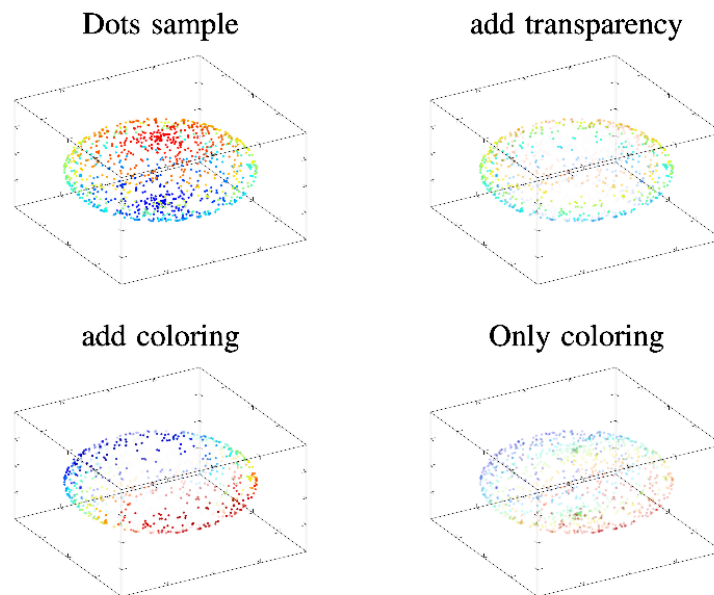 Dots sample
add transparency
add coloring
Only coloring